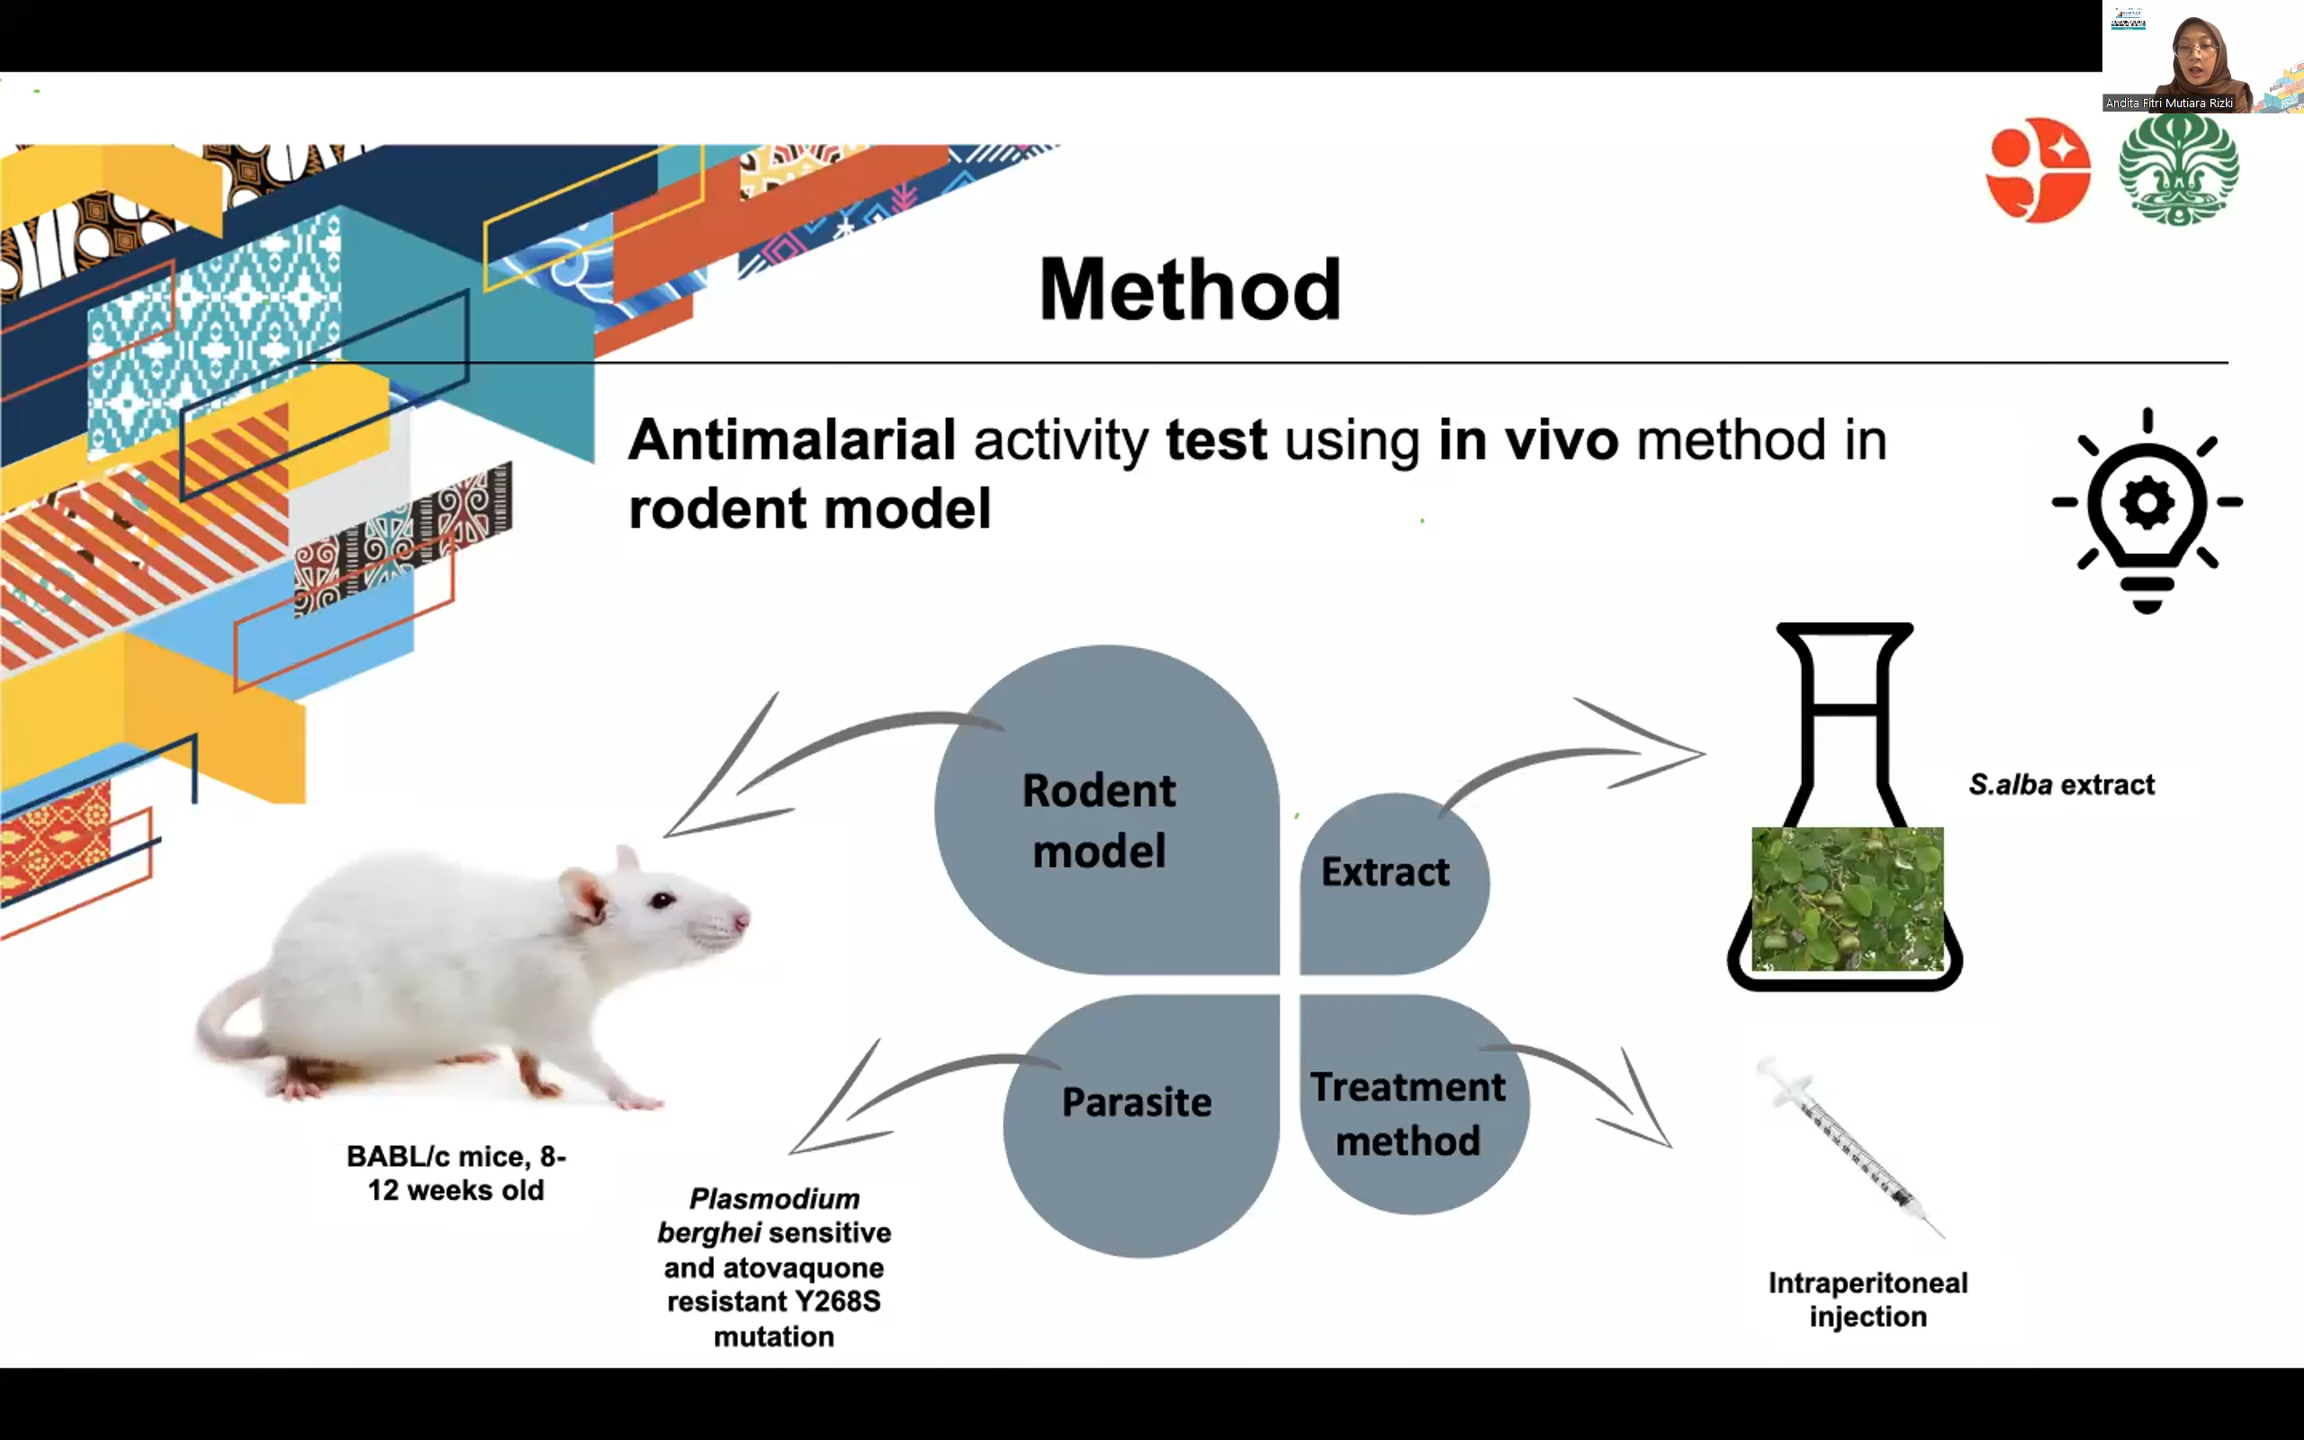 Andita Fitri Mutiara Rizki
Method
Antimalarial activity test using in vivo method in
rodent model
Rodent
model
Extract
S.alba extract
Parasite
Treatment
method
BABL/c mice, 8-
12 weeks old
Plasmodium
berghei sensitive
and atovaquone
resistant Y268S
mutation
Intraperitoneal
injection